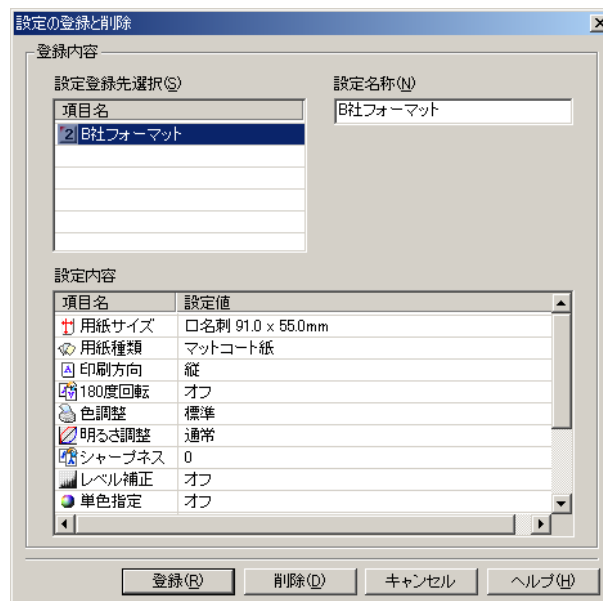 設定の登録と削除
登録内容
設定登録先選択(S) 設定名称(N)
項目名 B社フォーマット
2 B社フォーマット
設定内容
項目名 設定値
用紙サイズ ロ名刺 91.0 x 55.0mm
用紙種類 マットコート紙
A 印刷方向 縦
180度回転 オフ
色調整 標準
明るさ調整 通常
シャープネス 0
レベル補正 オフ
単色指定 オフ
登録(R) 削除(D) キャンセル ヘルプ(H)